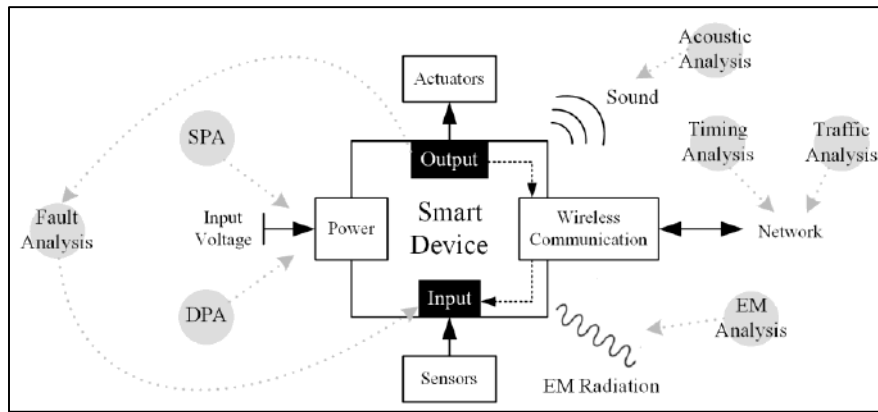 Acoustic
Analysis
Actuators
Sound
SPA
Timing
Analysis
Traffic
Analysis
Output
Fault
Analysis
Input
Voltage
Power
Smart
Device
Wireless
Communication
Network
DPA
Input
EM
Analysis
Sensors
EM Radiation